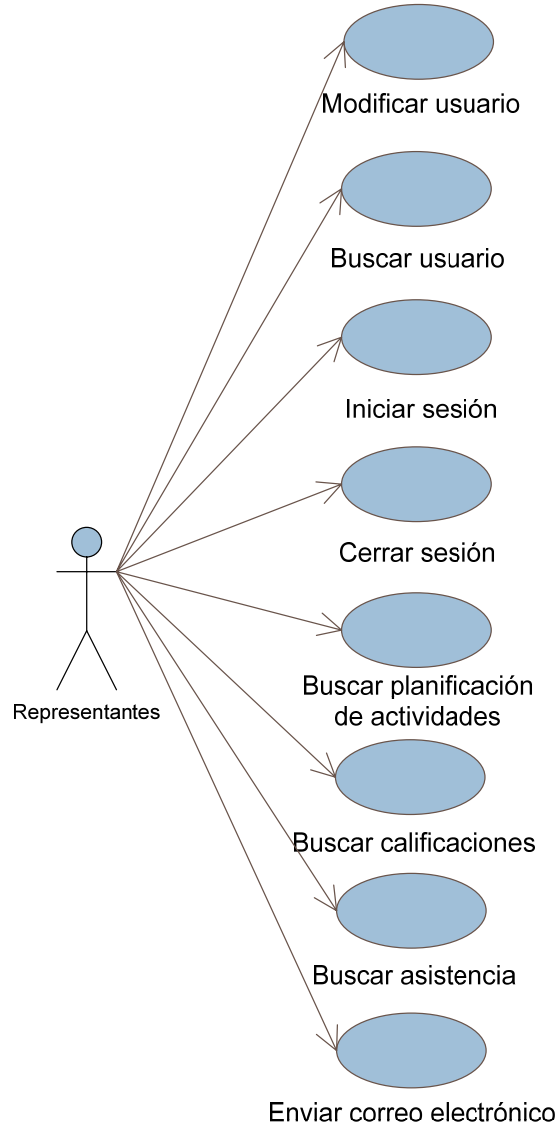 Modificar usuario
Buscar usuario
Iniciar sesión
Cerrar sesión
Representantes
Buscar planificación
de actividades
Buscar calificaciones
Buscar asistencia
Enviar correo electrónico